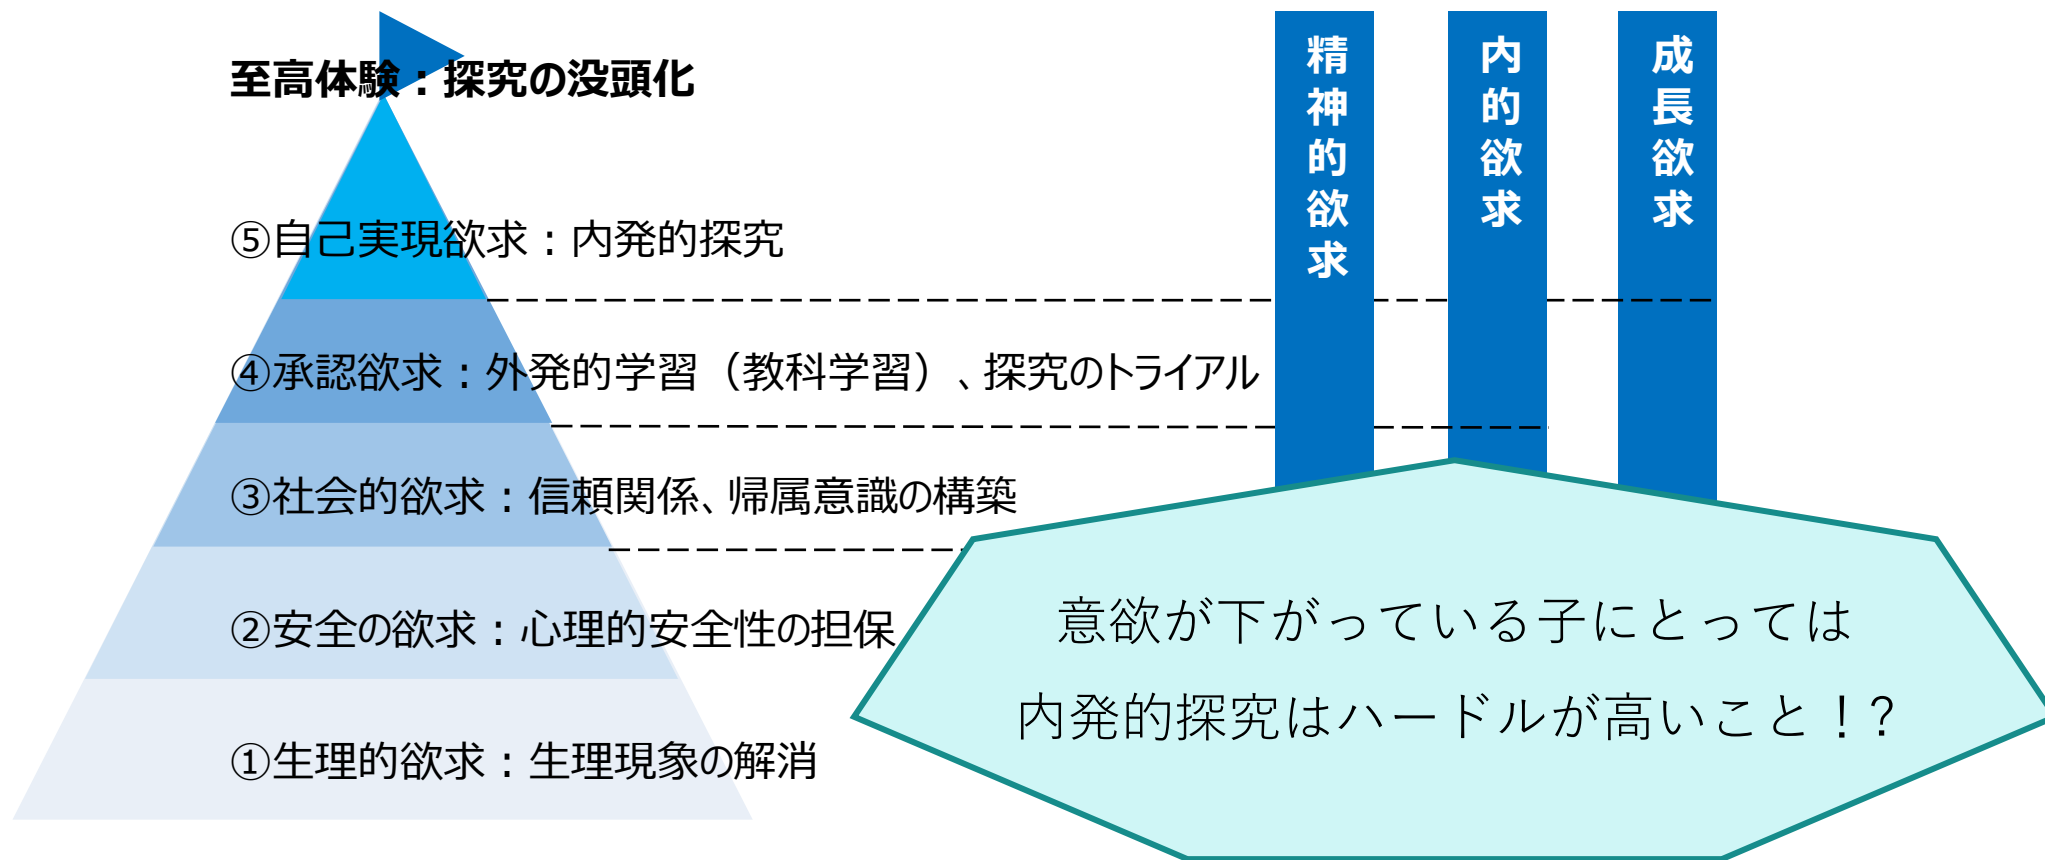 至高体験：探究の没頭化
⑤自己実現欲求：内発的探究
④承認欲求：外発的学習（教科学習）、探究のトライアル
③社会的欲求：信頼関係、帰属意識の構築
②安全の欲求：心理的安全性の担保
①生理的欲求：生理現象の解消
精神的欲求
内的欲求
成長欲求
意欲が下がっている子にとっては
内発的探究はハードルが高いこと！?